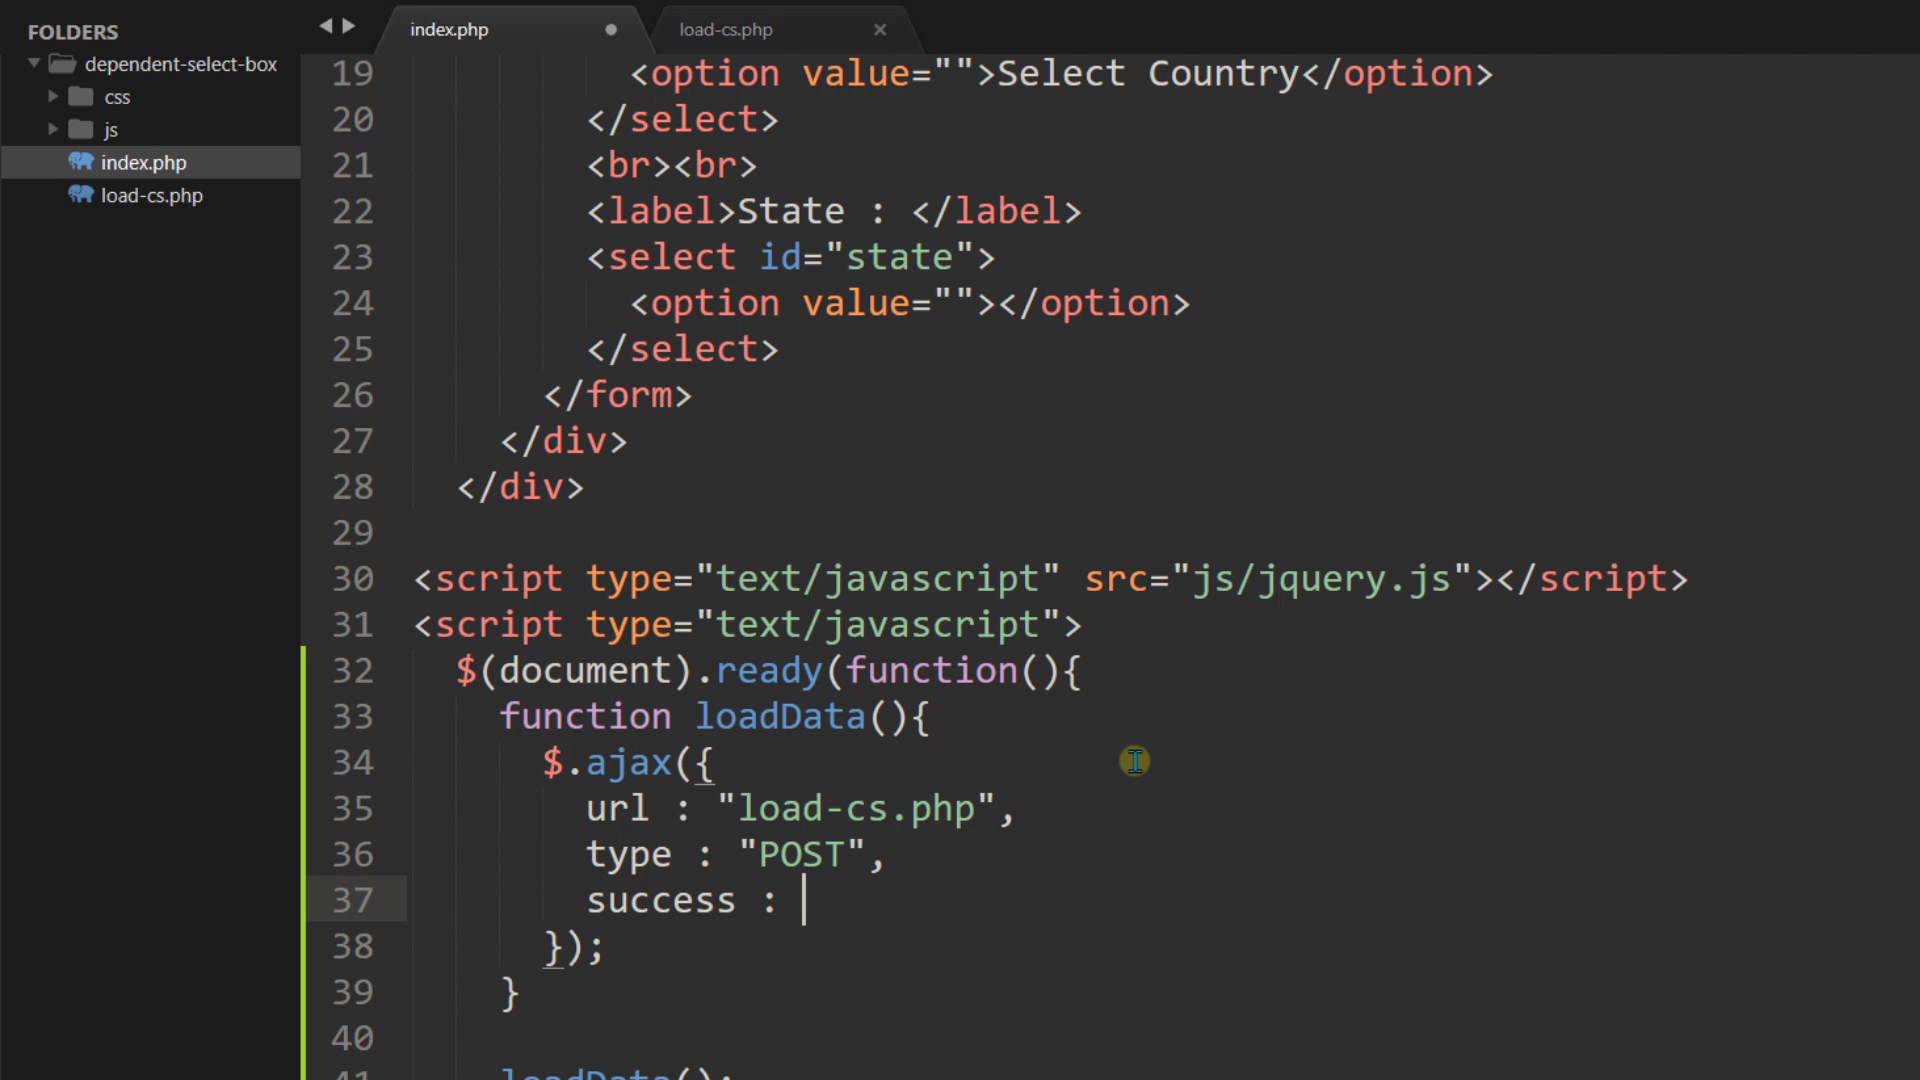 FOLDERS
dependent-select-box
css
js
index.php
load-cs.php
index.php
load-cs.php
19 <option value="">Select Country</option>
20 </select>
21 <br><br>
22 <label>State : </label>
23 <select id="state">
24 <option value=""></option>
25 </select>
26 </form>
27 </div>
28 </div>
29
30 <script type="text/javascript" src="js/jquery.js"></script>
31 <script type="text/javascript">
32 $(document).ready(function(){
33 function loadData(){
34 $.ajax({
35 url : "load-cs.php",
36 type : "POST",
37 success :
38 });
39 }
40
41 loadData();